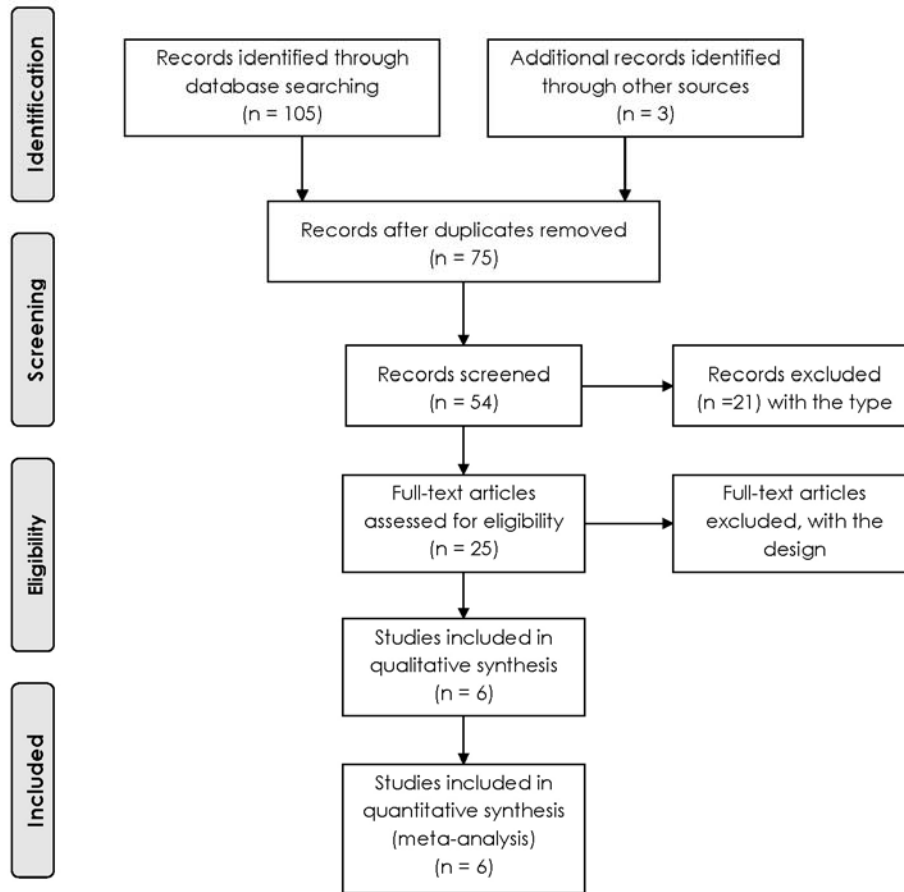 Identification
Records identified through
database searching
(n = 105)
Additional records identified
through other sources
(n = 3)
Records after duplicates removed
(n = 75)
Screening
Records screened
(n = 54)
Records excluded
(n =21) with the type
Eligibility
Full-text articles
assessed for eligibility
(n = 25)
Full-text articles
excluded, with the
design
Studies included in
qualitative synthesis
(n = 6)
Included
Studies included in
quantitative synthesis
(meta-analysis)
(n = 6)